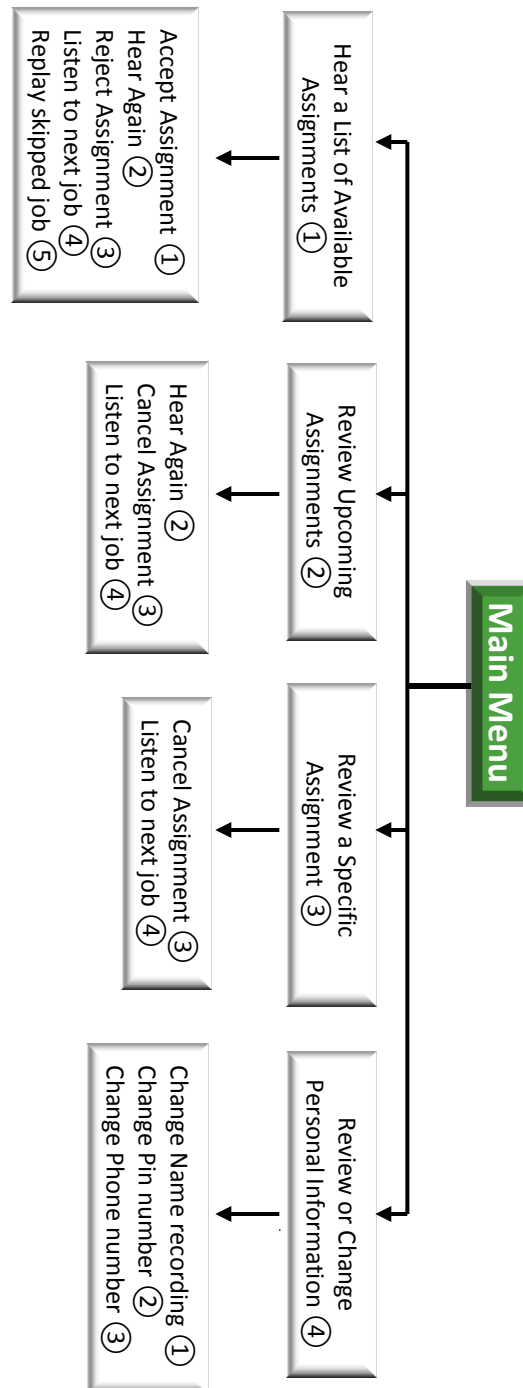 Main Menu
Hear a List of Available
Assignments ①
Accept Assignment ①
Hear Again ②
Reject Assignment ③
Listen to next job ④
Replay skipped job ⑤
Review Upcoming
Assignments ②
Hear Again ②
Cancel Assignment ③
Listen to next job ④
Review a Specific
Assignment ③
Cancel Assignment ③
Listen to next job ④
Review or Change
Personal Information ④
Change Name recording ①
Change Pin number ②
Change Phone number ③